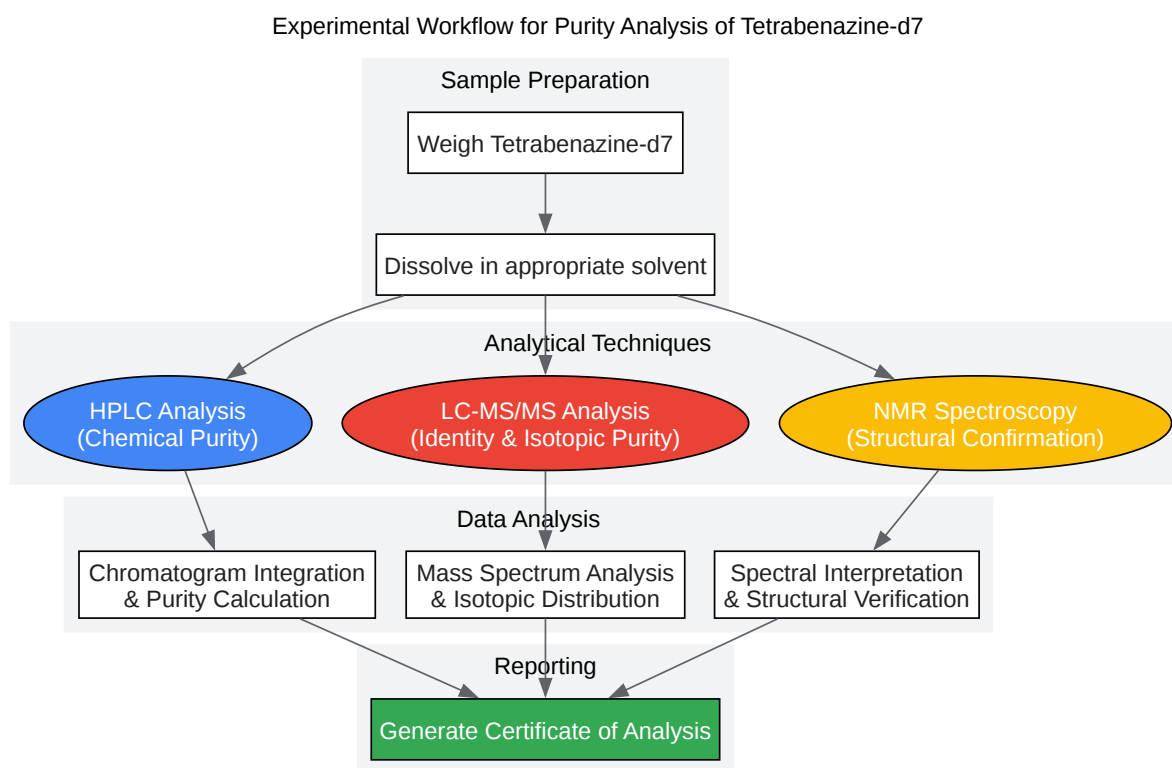 Experimental Workflow for Purity Analysis of Tetrabenazine-d7
Sample Preparation
Weigh Tetrabenazine-d7
Dissolve in appropriate solvent
Analytical Techniques
HPLC Analysis
(Chemical Purity)
LC-MS/MS Analysis
(Identity & Isotopic Purity)
NMR Spectroscopy
(Structural Confirmation)
Data Analysis
Chromatogram Integration
& Purity Calculation
Mass Spectrum Analysis
& Isotopic Distribution
Spectral Interpretation
& Structural Verification
Reporting
Generate Certificate of Analysis